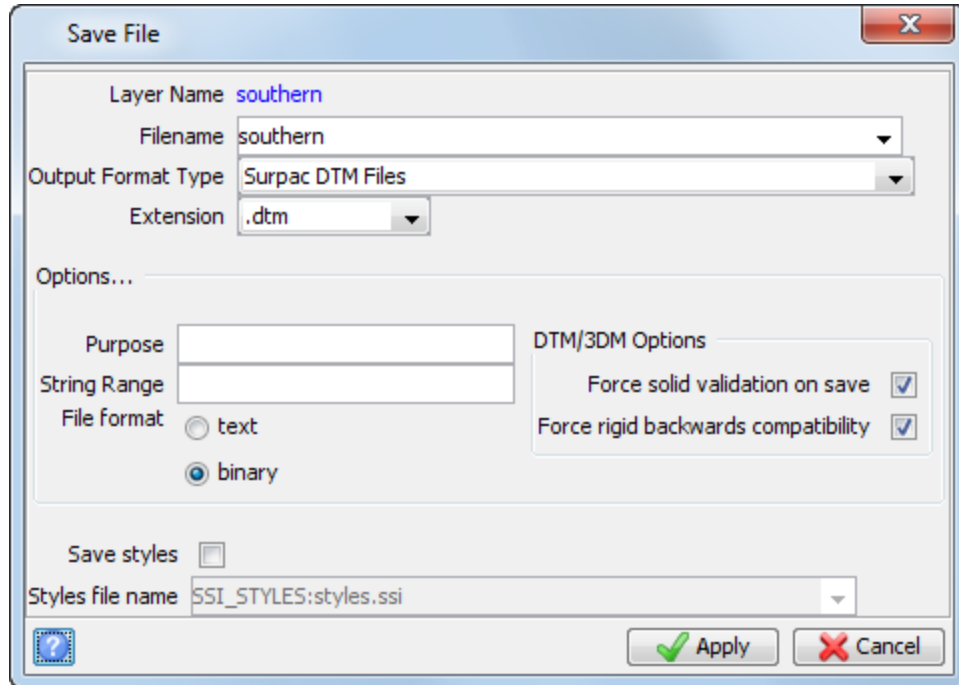 Save File
Layer Name southern
Filename southern
Output Format Type Surpac DTM Files
Extension .dtm
Options...
Purpose
DTM/3DM Options
String Range
Force solid validation on save
File format text
Force rigid backwards compatibility
binary
Save styles
Styles file name SSI_STYLES:styles.ssi
? Apply Cancel